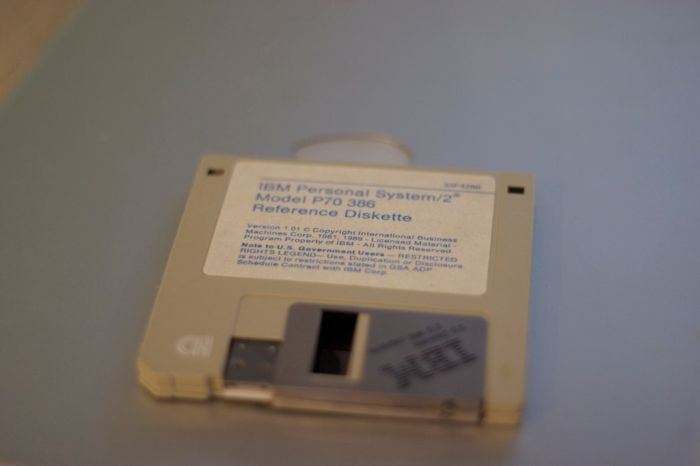 IBM Personal System/2®
Model P70 386
Reference Diskette
Version 1.01 © Copyright International Business
Machines Corp. 1981, 1989 - Licensed Material -
Program Property of IBM - All Rights Reserved.
Note to U.S. Government Users — RESTRICTED
RIGHTS LEGEND— Use, Duplication or Disclosure
is subject to restrictions stated in GSA ADP
Schedule Contract with IBM Corp.
IBM